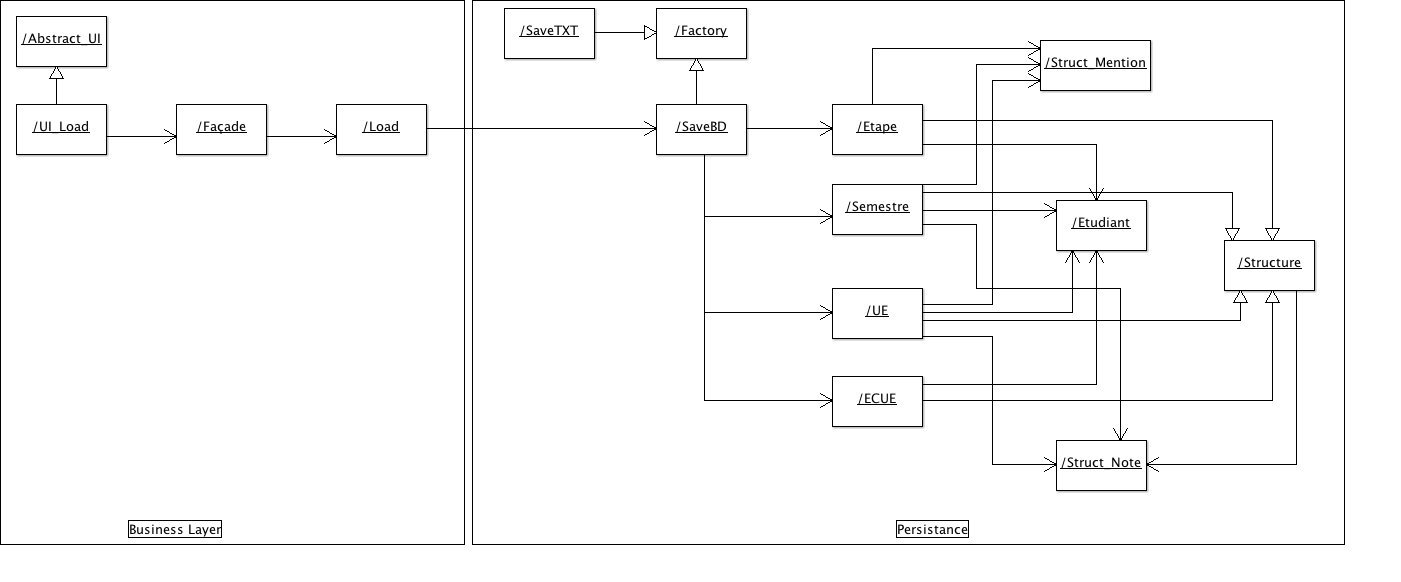 /Abstract_UI
/UI_Load
/Façade
/Load
Business Layer
/SaveTXT
/Factory
/Struct_Mention
/SaveBD
/Etape
/Semestre
/Etudiant
/Structure
/UE
/ECUE
/Struct_Note
Persistance